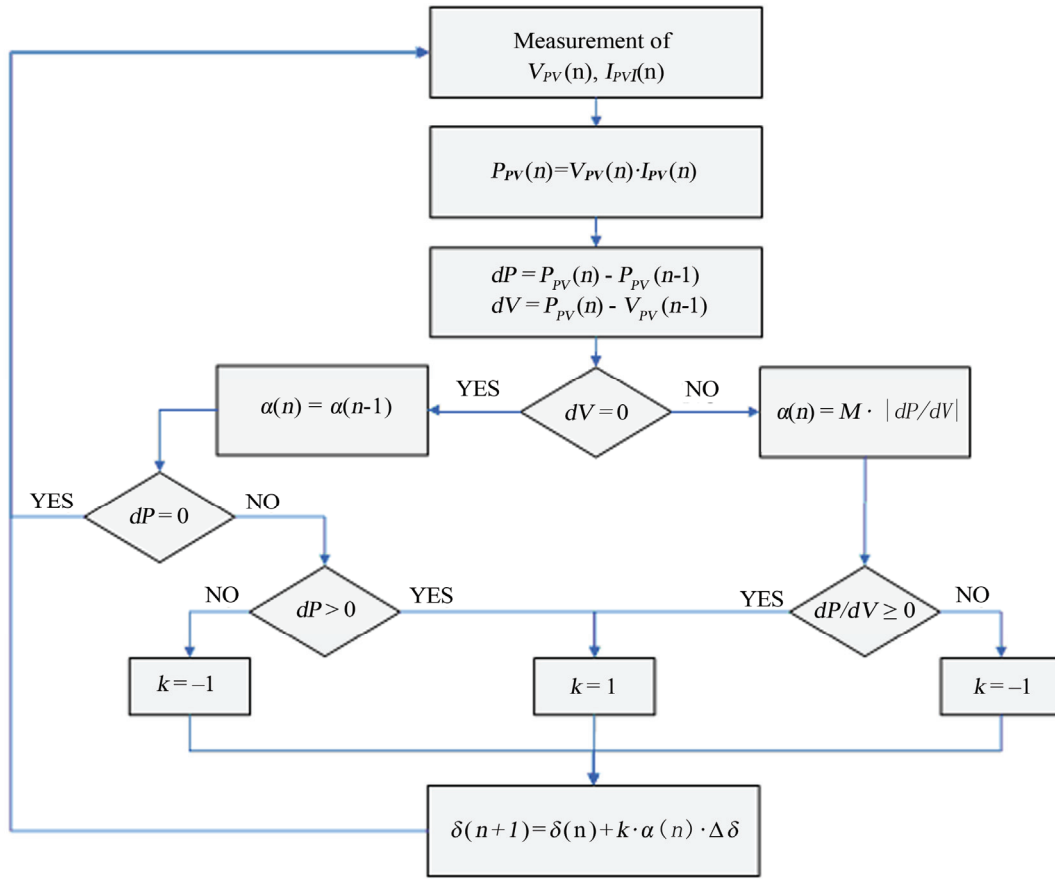 Measurement of
V_PV(n), I_PVI(n)
P_PV(n)=V_PV(n)·I_PV(n)
dP = P_PV(n) - P_PV(n-1)
dV = P_PV(n) - V_PV(n-1)
YES
dV = 0
NO
α(n) = α(n-1)
α(n) = M · |dP/dV|
YES
dP = 0
NO
NO
dP > 0
YES
YES
dP/dV ≥ 0
NO
k = –1
k = 1
k = –1
δ(n+1)=δ(n)+k·α(n)·Δδ